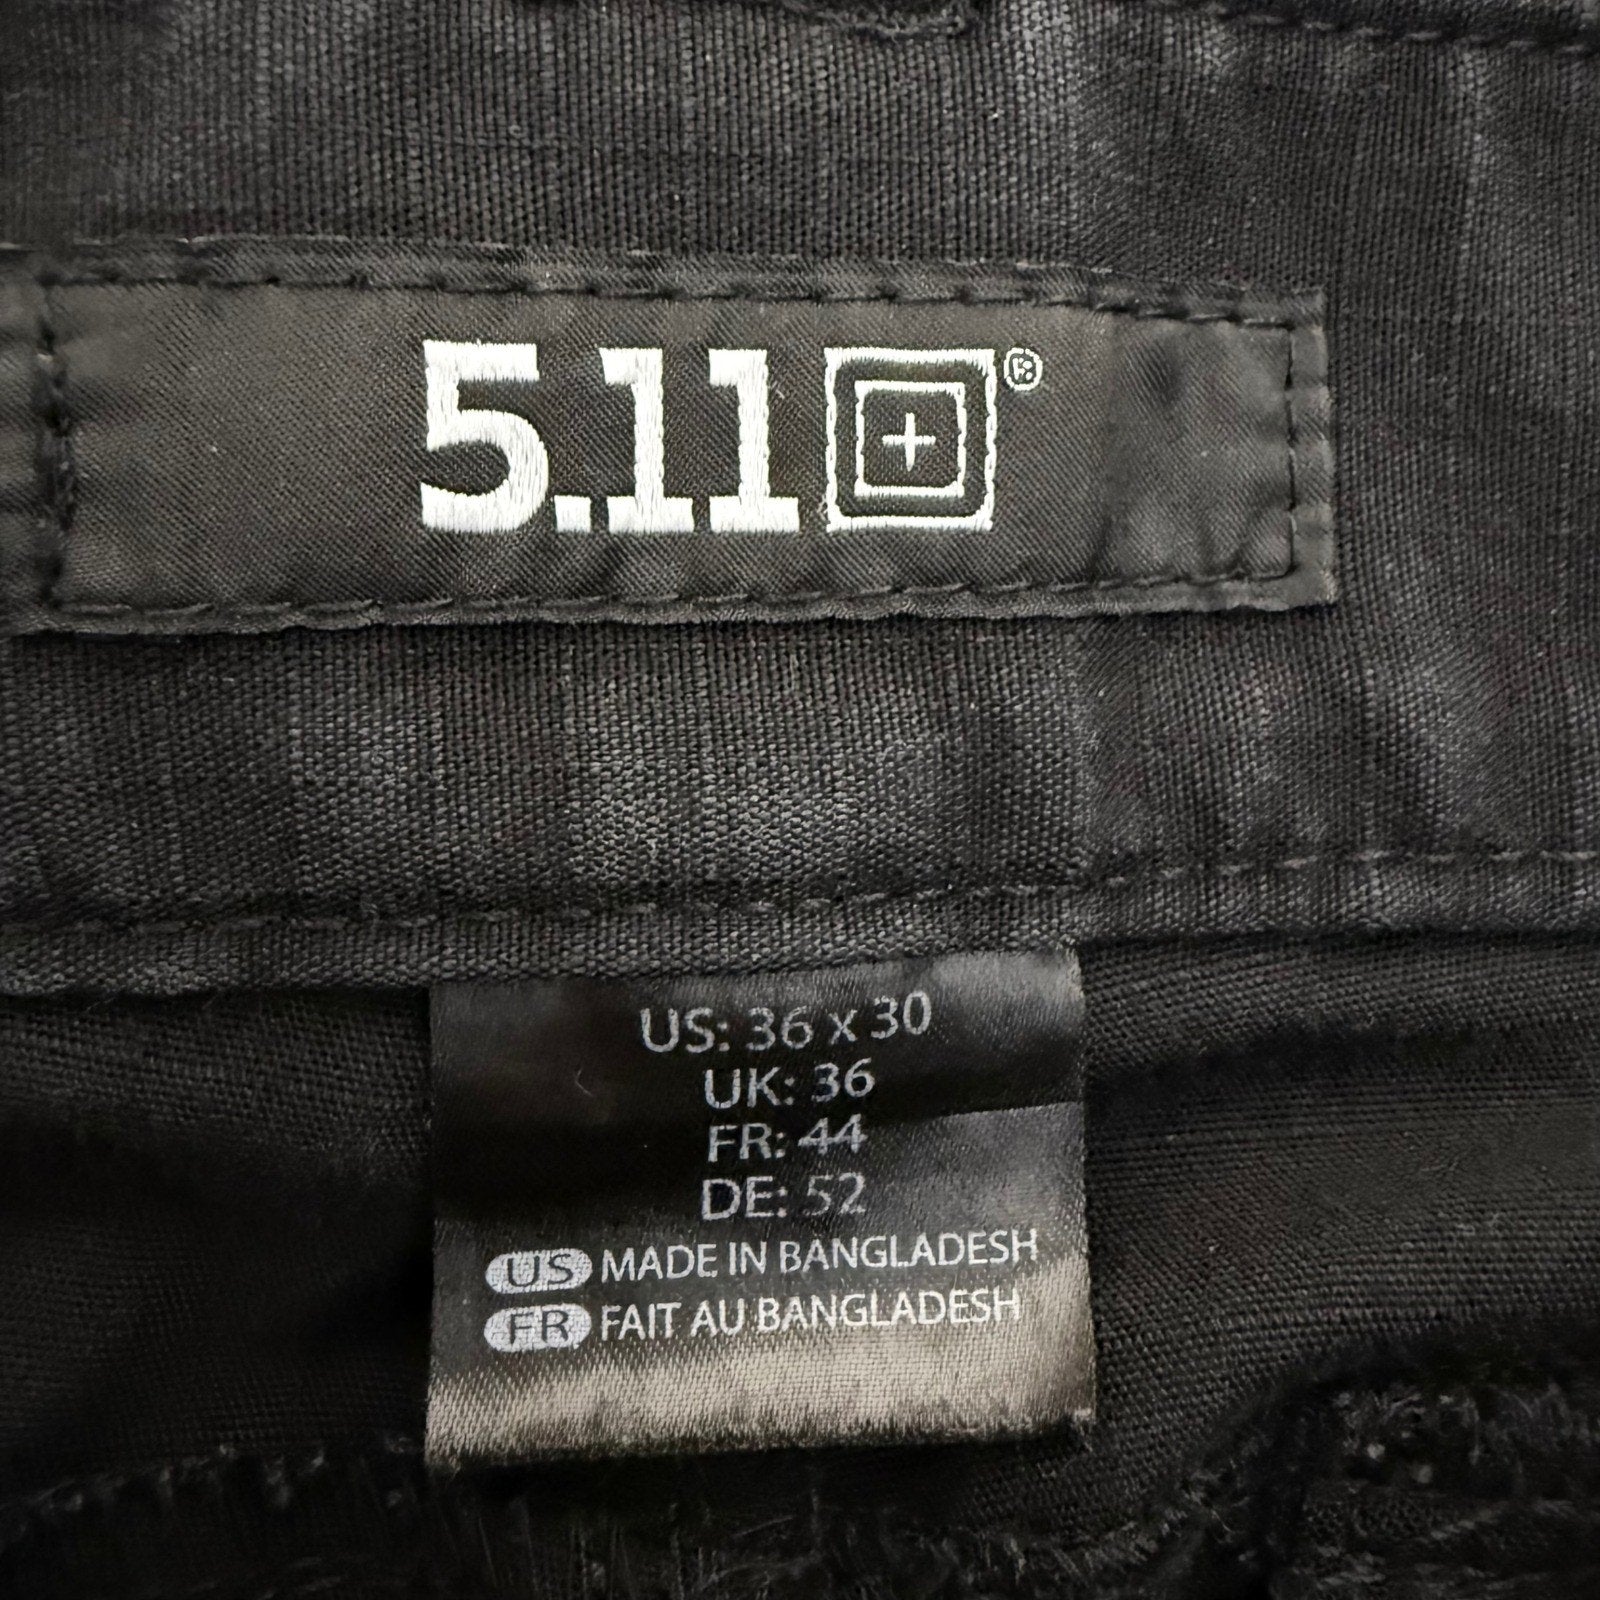 5.11®
US: 36 x 30
UK: 36
FR: 44
DE: 52
US MADE IN BANGLADESH
FR FAIT AU BANGLADESH